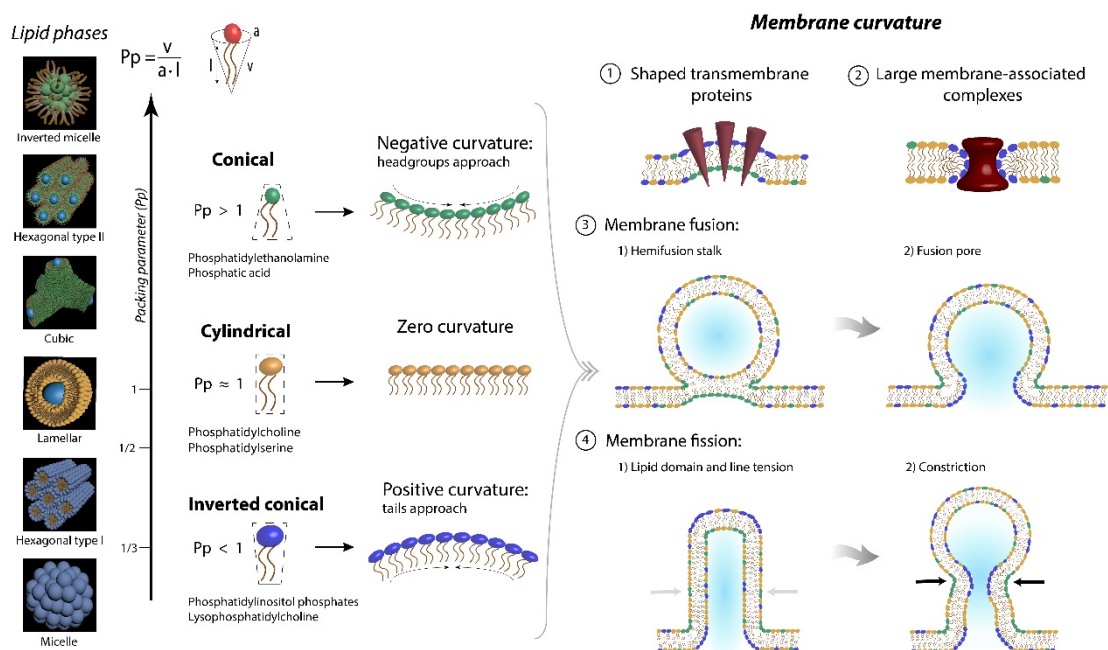 Lipid phases
Inverted micelle
Hexagonal type II
Cubic
Lamellar
Hexagonal type I
Micelle
Pp = v / a · l
a
l
v
Packing parameter (Pp)
1
1/2
1/3
Conical
Pp > 1
Phosphatidylethanolamine
Phosphatic acid
Negative curvature:
headgroups approach
Cylindrical
Pp ≈ 1
Phosphatidylcholine
Phosphatidylserine
Zero curvature
Inverted conical
Pp < 1
Phosphatidylinositol phosphates
Lysophosphatidylcholine
Positive curvature:
tails approach
Membrane curvature
1 Shaped transmembrane
proteins
2 Large membrane-associated
complexes
3 Membrane fusion:
1) Hemifusion stalk
2) Fusion pore
4 Membrane fission:
1) Lipid domain and line tension
2) Constriction